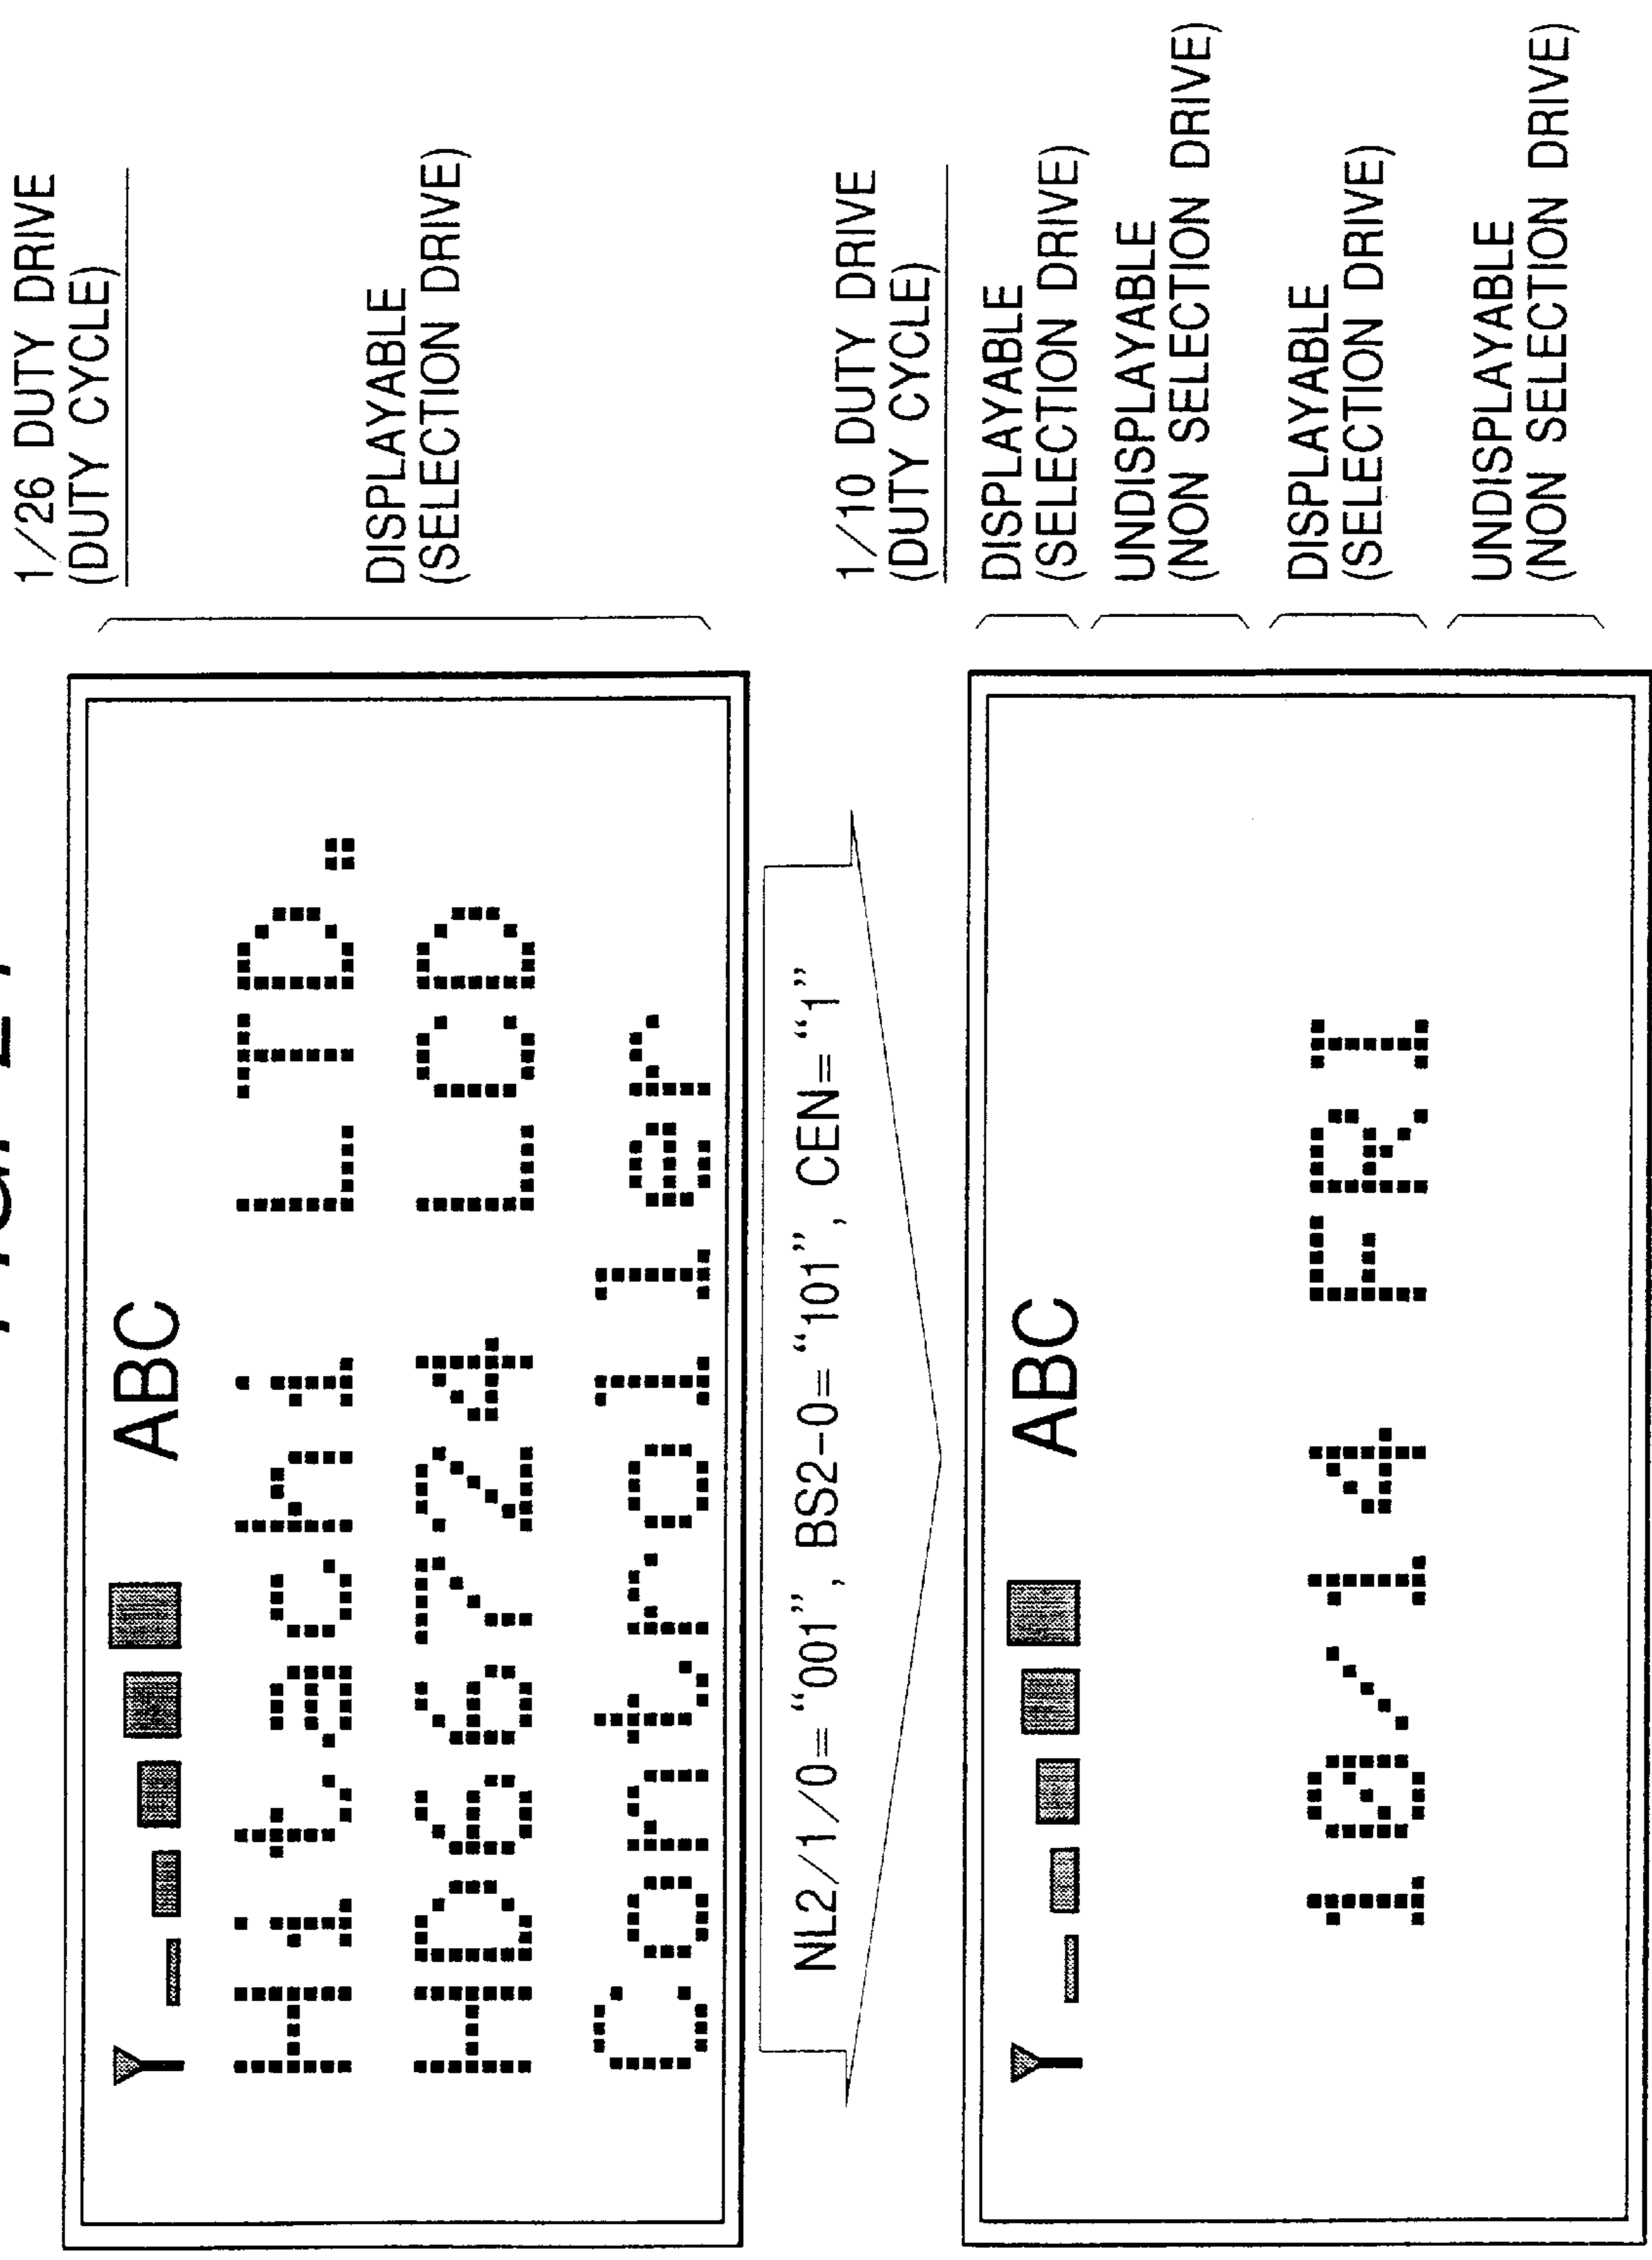 1/26 DUTY DRIVE
(DUTY CYCLE)
ABC
Hitachi LTD.
HD66724 LCD
Controllar
DISPLAYABLE
(SELECTION DRIVE)
NL2/1/0="001", BS2-0="101", CEN="1"
1/10 DUTY DRIVE
(DUTY CYCLE)
ABC
10/14 FRI
DISPLAYABLE
(SELECTION DRIVE)
UNDISPLAYABLE
(NON SELECTION DRIVE)
DISPLAYABLE
(SELECTION DRIVE)
UNDISPLAYABLE
(NON SELECTION DRIVE)